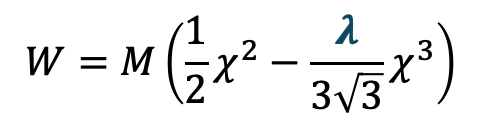 W = M(1/2 χ² − λ/(3√3) χ³)